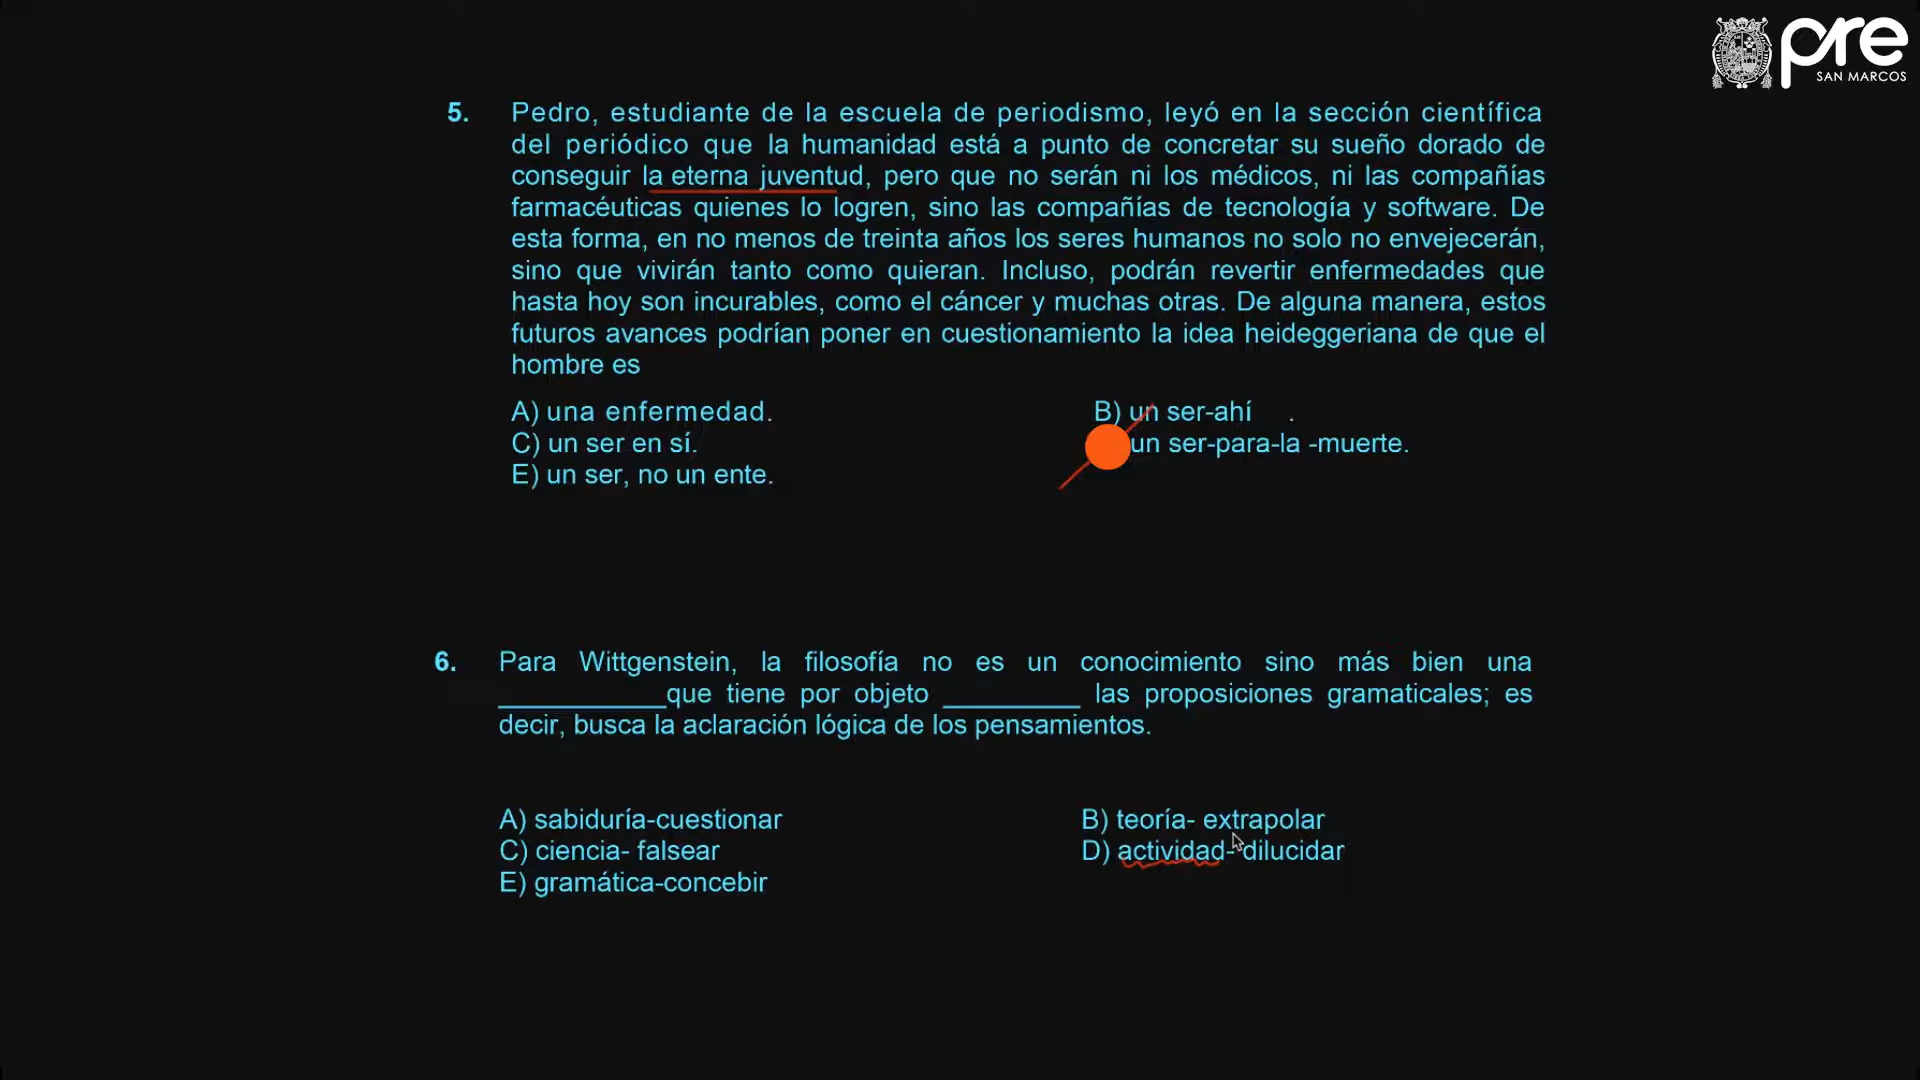 pre
SAN MARCOS
5. Pedro, estudiante de la escuela de periodismo, leyó en la sección científica
del periódico que la humanidad está a punto de concretar su sueño dorado de
conseguir la eterna juventud, pero que no serán ni los médicos, ni las compañías
farmacéuticas quienes lo logren, sino las compañías de tecnología y software. De
esta forma, en no menos de treinta años los seres humanos no solo no envejecerán,
sino que vivirán tanto como quieran. Incluso, podrán revertir enfermedades que
hasta hoy son incurables, como el cáncer y muchas otras. De alguna manera, estos
futuros avances podrían poner en cuestionamiento la idea heideggeriana de que el
hombre es
A) una enfermedad. B) un ser-ahí .
C) un ser en sí. un ser-para-la -muerte.
E) un ser, no un ente.
6. Para Wittgenstein, la filosofía no es un conocimiento sino más bien una
____________que tiene por objeto __________ las proposiciones gramaticales; es
decir, busca la aclaración lógica de los pensamientos.
A) sabiduría-cuestionar B) teoría- extrapolar
C) ciencia- falsear D) actividad- dilucidar
E) gramática-concebir